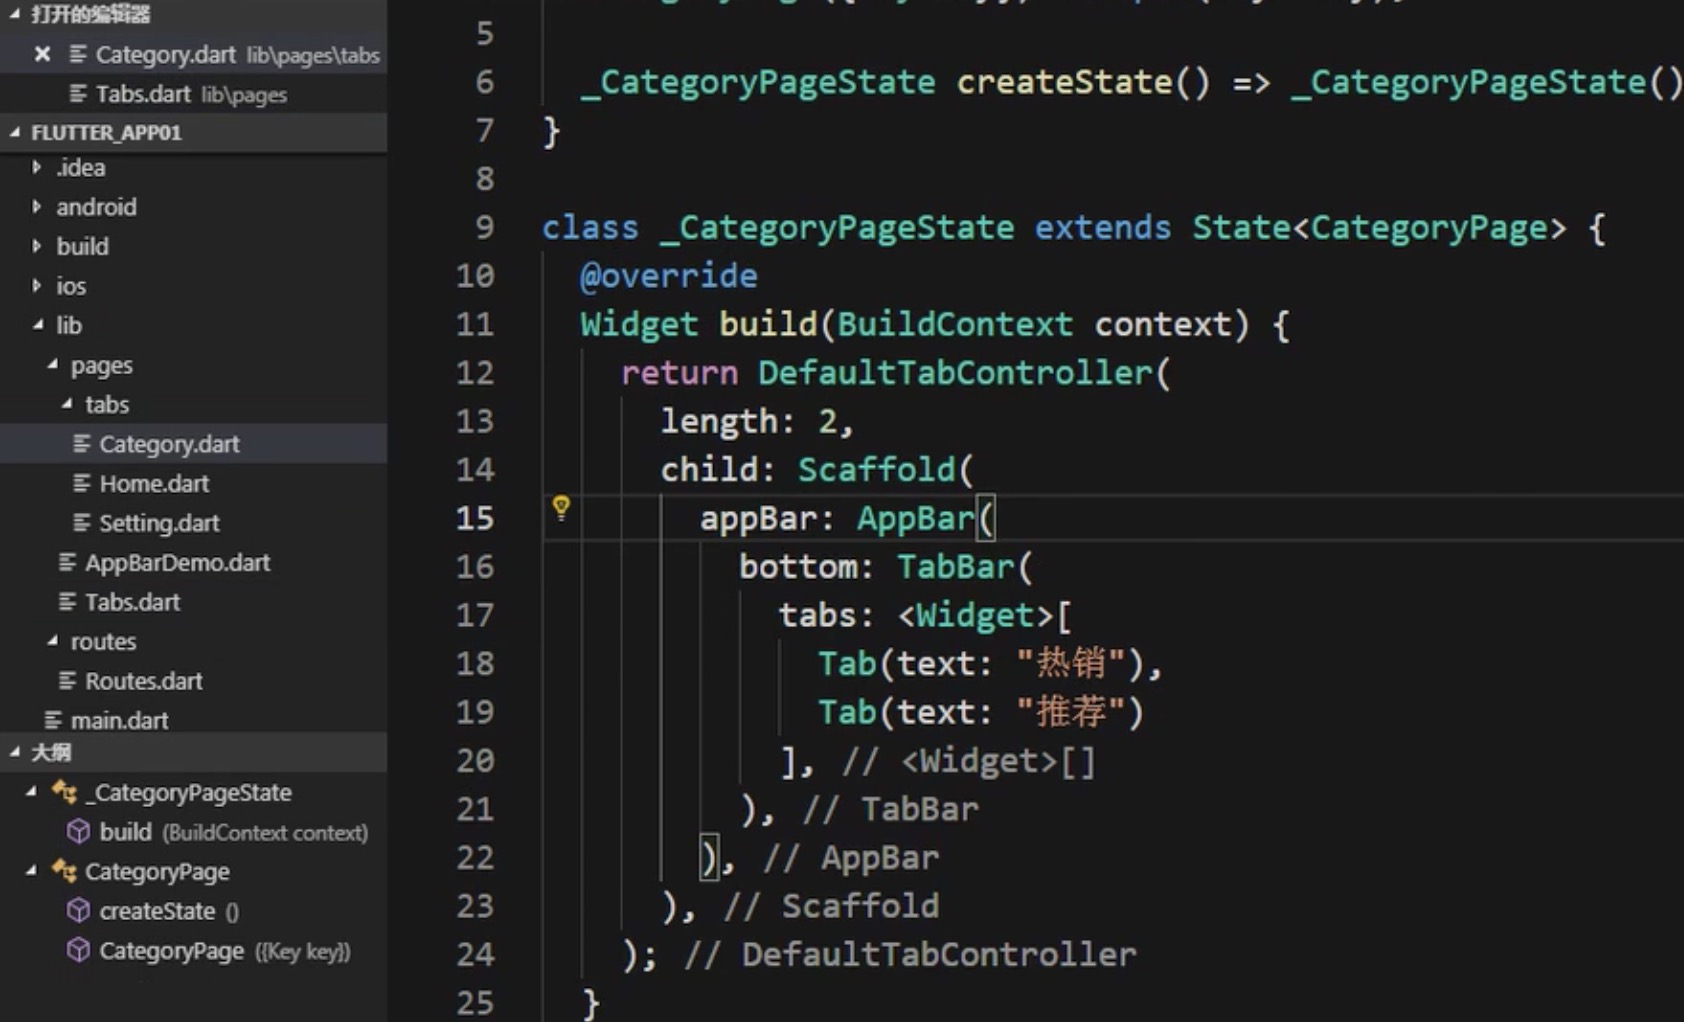 打开的编辑器
Category.dart lib\pages\tabs
Tabs.dart lib\pages
FLUTTER_APP01
.idea
android
build
ios
lib
pages
tabs
Category.dart
Home.dart
Setting.dart
AppBarDemo.dart
Tabs.dart
routes
Routes.dart
main.dart
大纲
_CategoryPageState
build (BuildContext context)
CategoryPage
createState ()
CategoryPage ({Key key})
5
6 _CategoryPageState createState() => _CategoryPageState()
7 }
8
9 class _CategoryPageState extends State<CategoryPage> {
10 @override
11 Widget build(BuildContext context) {
12 return DefaultTabController(
13 length: 2,
14 child: Scaffold(
15 appBar: AppBar(
16 bottom: TabBar(
17 tabs: <Widget>[
18 Tab(text: "热销"),
19 Tab(text: "推荐")
20 ], // <Widget>[]
21 ), // TabBar
22 ), // AppBar
23 ), // Scaffold
24 ); // DefaultTabController
25 }